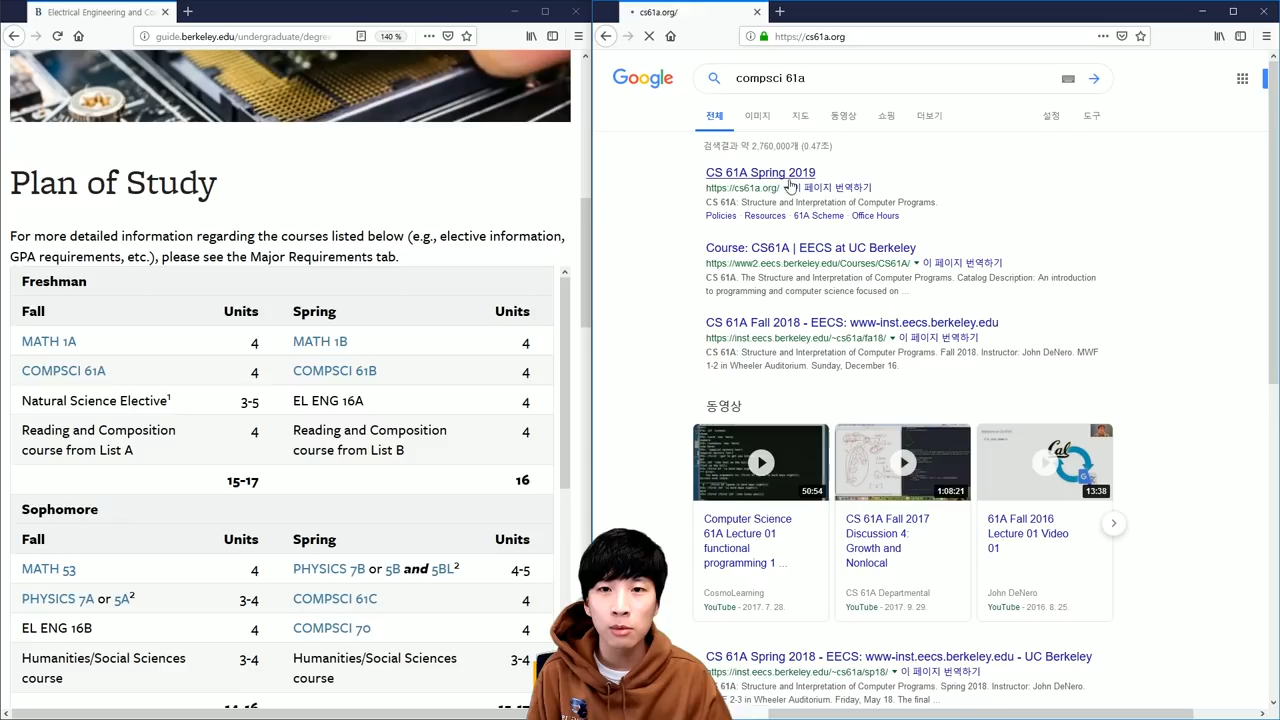 Electrical Engineering and Com
guide.berkeley.edu/undergraduate/degree
140 %
Plan of Study
For more detailed information regarding the courses listed below (e.g., elective information,
GPA requirements, etc.), please see the Major Requirements tab.
Freshman
Fall Units Spring Units
MATH 1A 4 MATH 1B 4
COMPSCI 61A 4 COMPSCI 61B 4
Natural Science Elective¹ 3-5 EL ENG 16A 4
Reading and Composition 4 Reading and Composition 4
course from List A course from List B
15-17 16
Sophomore
Fall Units Spring Units
MATH 53 4 PHYSICS 7B or 5B and 5BL² 4-5
PHYSICS 7A or 5A² 3-4 COMPSCI 61C 4
EL ENG 16B 4 COMPSCI 70 4
Humanities/Social Sciences 3-4 Humanities/Social Sciences 3-4
course course
cs61a.org/
https://cs61a.org
Google
compsci 61a
전체 이미지 지도 동영상 쇼핑 더보기 설정 도구
검색결과 약 2,760,000개 (0.47초)
CS 61A Spring 2019
https://cs61a.org/ 이 페이지 번역하기
CS 61A: Structure and Interpretation of Computer Programs.
Policies · Resources · 61A Scheme · Office Hours
Course: CS61A | EECS at UC Berkeley
https://www2.eecs.berkeley.edu/Courses/CS61A/ 이 페이지 번역하기
CS 61A. The Structure and Interpretation of Computer Programs. Catalog Description: An introduction
to programming and computer science focused on ...
CS 61A Fall 2018 - EECS: www-inst.eecs.berkeley.edu
https://inst.eecs.berkeley.edu/~cs61a/fa18/ 이 페이지 번역하기
CS 61A: Structure and Interpretation of Computer Programs. Fall 2018. Instructor: John DeNero. MWF
1-2 in Wheeler Auditorium. Sunday, December 16.
동영상
50:54 1:08:21 Cal 13:38
Computer Science
61A Lecture 01
functional
programming 1 ...
CosmoLearning
YouTube - 2017. 7. 28.
CS 61A Fall 2017
Discussion 4:
Growth and
Nonlocal
CS 61A Departmental
YouTube - 2017. 9. 29.
61A Fall 2016
Lecture 01 Video
01
John DeNero
YouTube - 2016. 8. 25.
CS 61A Spring 2018 - EECS: www-inst.eecs.berkeley.edu - UC Berkeley
https://inst.eecs.berkeley.edu/~cs61a/sp18/ 이 페이지 번역하기
CS 61A: Structure and Interpretation of Computer Programs. Spring 2018. Instructor: John DeNero.
MWF 2-3 in Wheeler Auditorium. Friday, May 18. The final ...